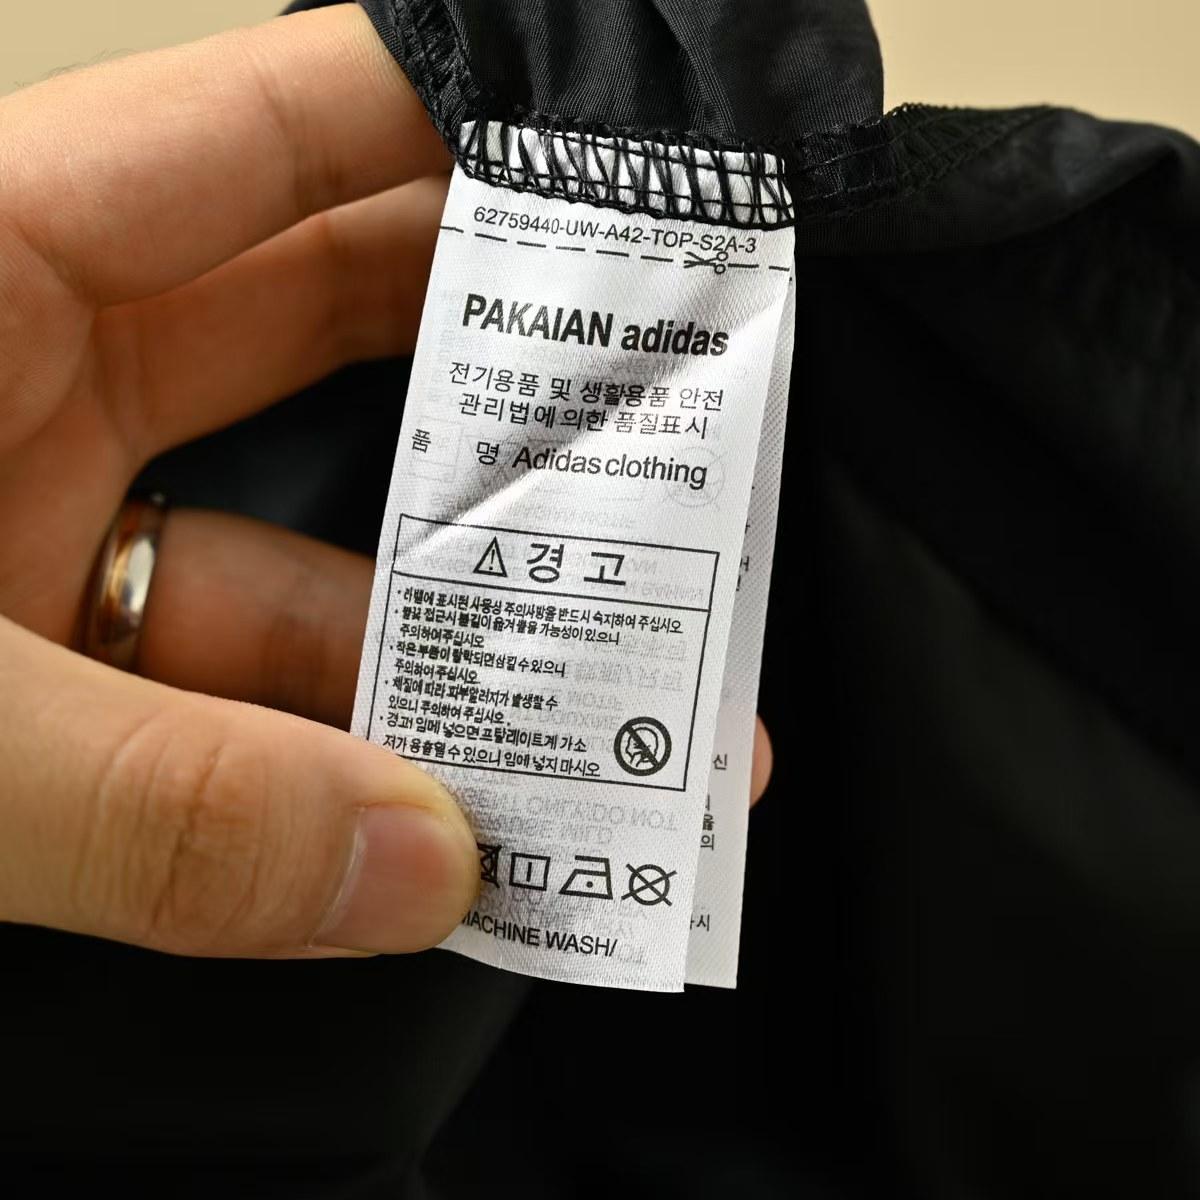 62759440-UW-A42-TOP-S2A-3
PAKAIAN adidas
전기용품 및 생활용품 안전
관리법에 의한 품질표시
품 명 Adidas clothing
경 고
• 라벨에 표시된 사용상 주의사항을 반드시 숙지하여 주십시오
• 불꽃 접근시 불길이 옮겨 붙을 가능성이 있으니
주의하여 주십시오
• 작은 부품이 탈락되면 삼킬 수 있으니
주의하여 주십시오
• 체질에 따라 피부알러지가 발생할 수
있으니 주의하여 주십시오.
• 경고! 입에 넣으면 프탈레이트계 가소
제가 용출될 수 있으니 입에 넣지 마시오
MACHINE WASH/
신
의
시